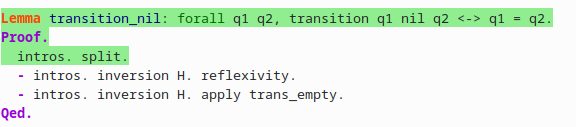 Lemma transition_nil: forall q1 q2, transition q1 nil q2 <-> q1 = q2.
Proof.
  intros. split.
  - intros. inversion H. reflexivity.
  - intros. inversion H. apply trans_empty.
Qed.